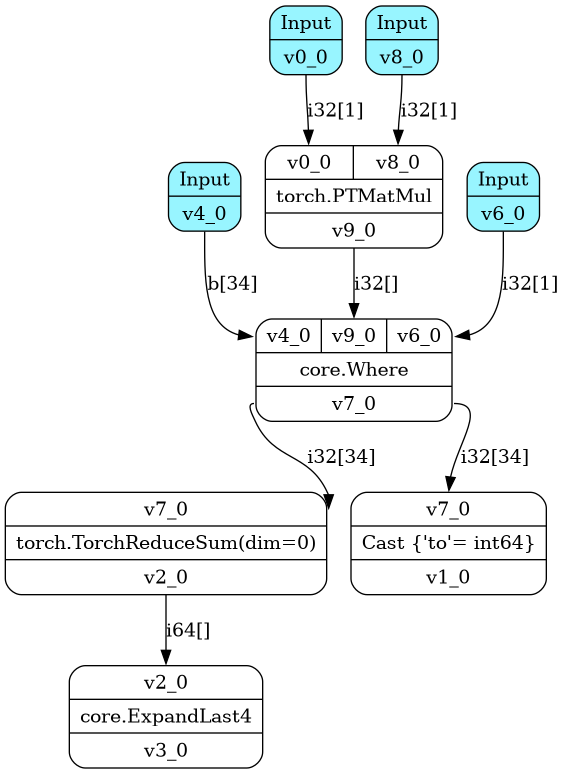 Input
v0_0
Input
v8_0
i32[1]
i32[1]
v0_0
v8_0
torch.PTMatMul
v9_0
Input
v4_0
Input
v6_0
b[34]
i32[]
i32[1]
v4_0
v9_0
v6_0
core.Where
v7_0
i32[34]
i32[34]
v7_0
torch.TorchReduceSum(dim=0)
v2_0
v7_0
Cast {'to'= int64}
v1_0
i64[]
v2_0
core.ExpandLast4
v3_0